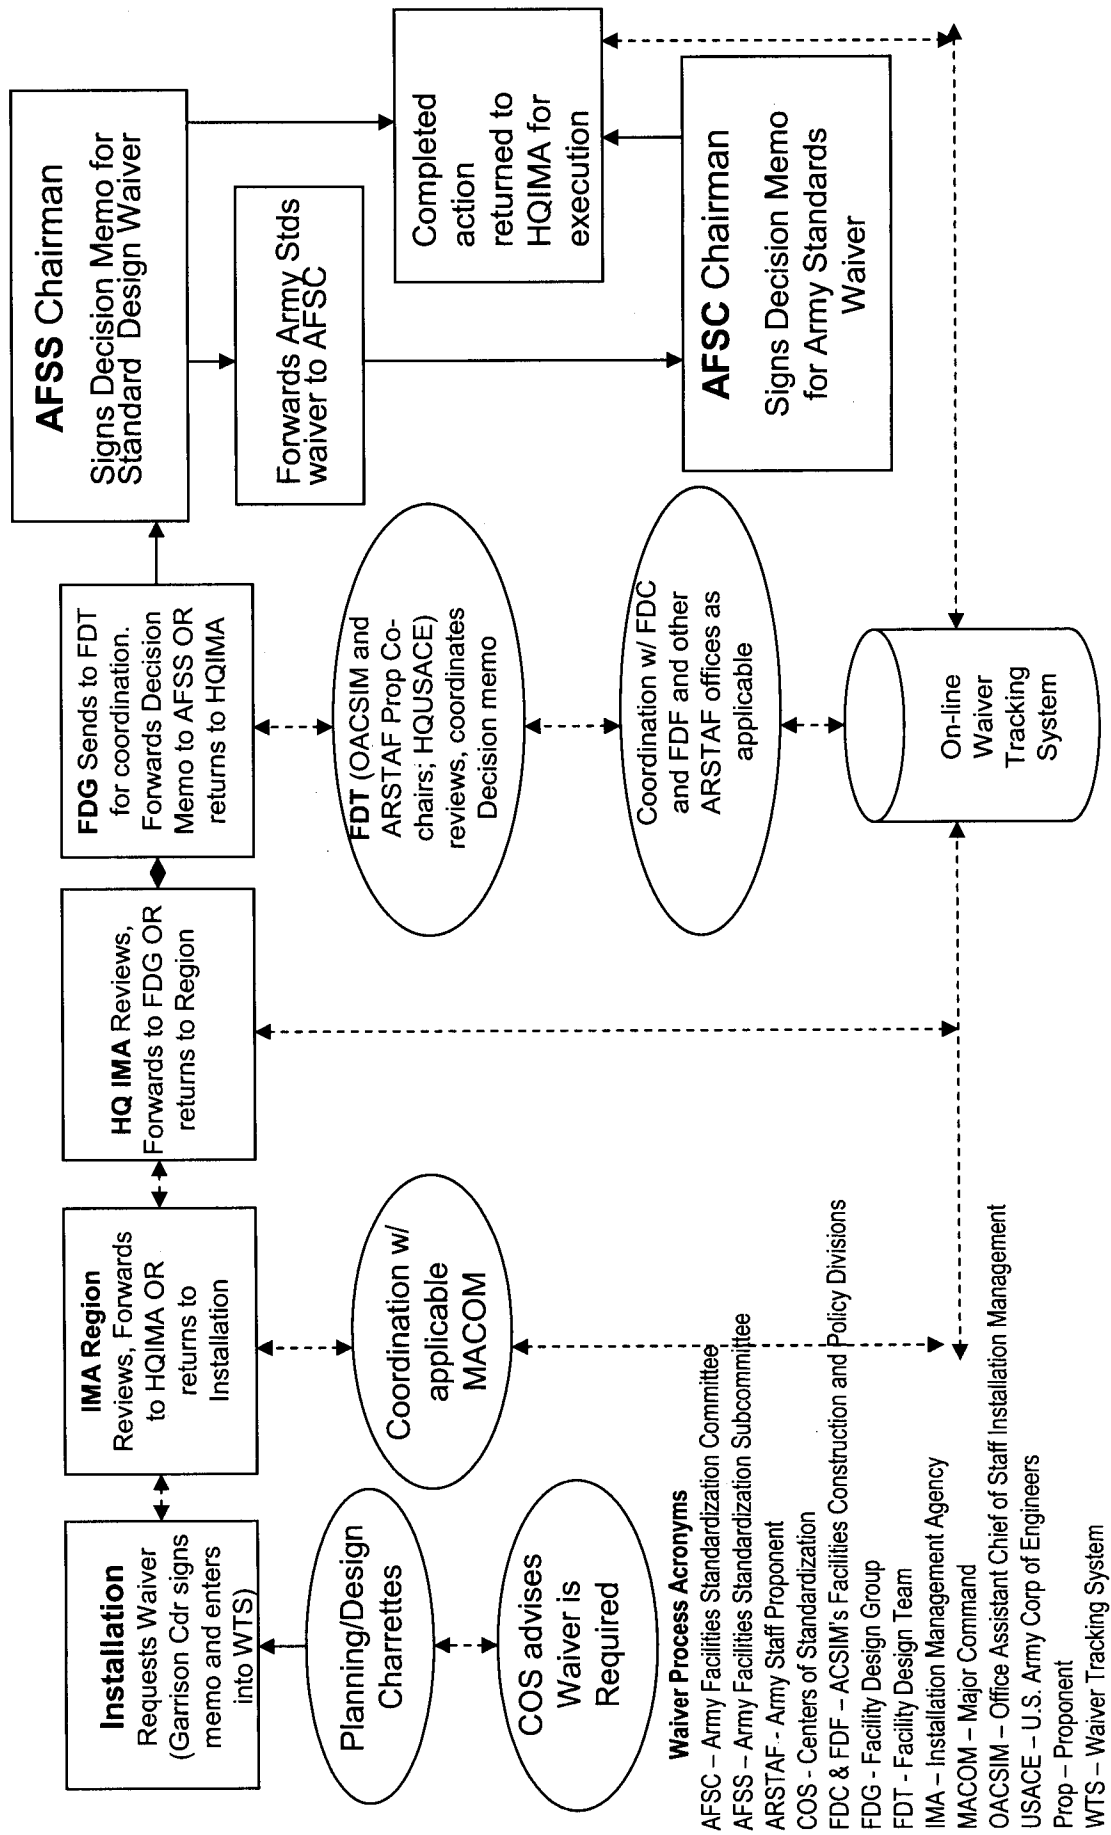 Installation
Requests Waiver
(Garrison Cdr signs
memo and enters
into WTS)
IMA Region
Reviews, Forwards
to HQIMA OR
returns to
Installation
HQ IMA Reviews,
Forwards to FDG OR
returns to Region
FDG Sends to FDT
for coordination.
Forwards Decision
Memo to AFSS OR
returns to HQIMA
AFSS Chairman
Signs Decision Memo for
Standard Design Waiver
Planning/Design
Charrettes
COS advises
Waiver is
Required
Coordination w/
applicable
MACOM
FDT (OACSIM and
ARSTAF Prop Co-
chairs; HQUSACE)
reviews, coordinates
Decision memo
Coordination w/ FDC
and FDF and other
ARSTAF offices as
applicable
On-line
Waiver
Tracking
System
Forwards Army Stds
waiver to AFSC
Completed
action
returned to
HQIMA for
execution
AFSC Chairman
Signs Decision Memo
for Army Standards
Waiver
Waiver Process Acronyms
AFSC – Army Facilities Standardization Committee
AFSS – Army Facilities Standardization Subcommittee
ARSTAF - Army Staff Proponent
COS - Centers of Standardization
FDC & FDF – ACSIM's Facilities Construction and Policy Divisions
FDG - Facility Design Group
FDT - Facility Design Team
IMA – Installation Management Agency
MACOM – Major Command
OACSIM – Office Assistant Chief of Staff Installation Management
USACE – U.S. Army Corp of Engineers
Prop – Proponent
WTS – Waiver Tracking System